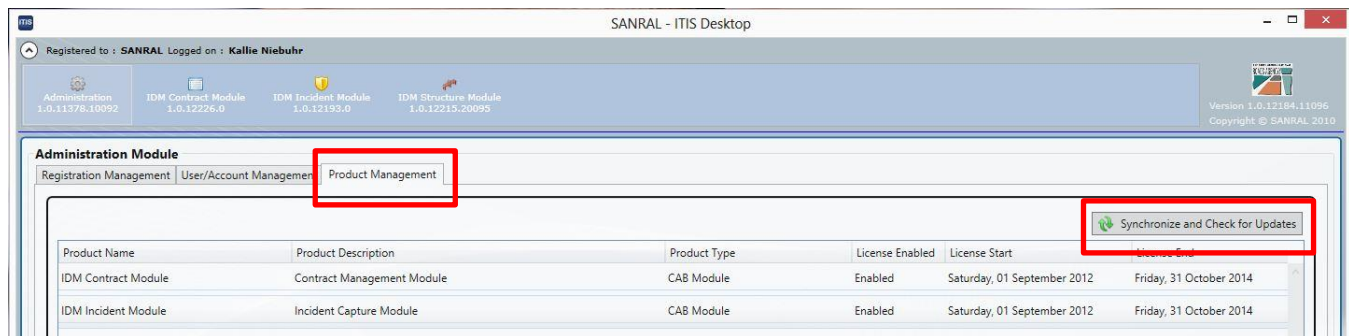 ITIS
SANRAL - ITIS Desktop
Registered to : SANRAL Logged on : Kallie Niebuhr
Administration
1.0.11378.10092
IDM Contract Module
1.0.12226.0
IDM Incident Module
1.0.12193.0
IDM Structure Module
1.0.12215.20095
Version 1.0.12184.11096
Copyright © SANRAL 2010
Administration Module
Registration Management User/Account Management Product Management
Synchronize and Check for Updates
Product Name Product Description Product Type License Enabled License Start License End
IDM Contract Module Contract Management Module CAB Module Enabled Saturday, 01 September 2012 Friday, 31 October 2014
IDM Incident Module Incident Capture Module CAB Module Enabled Saturday, 01 September 2012 Friday, 31 October 2014